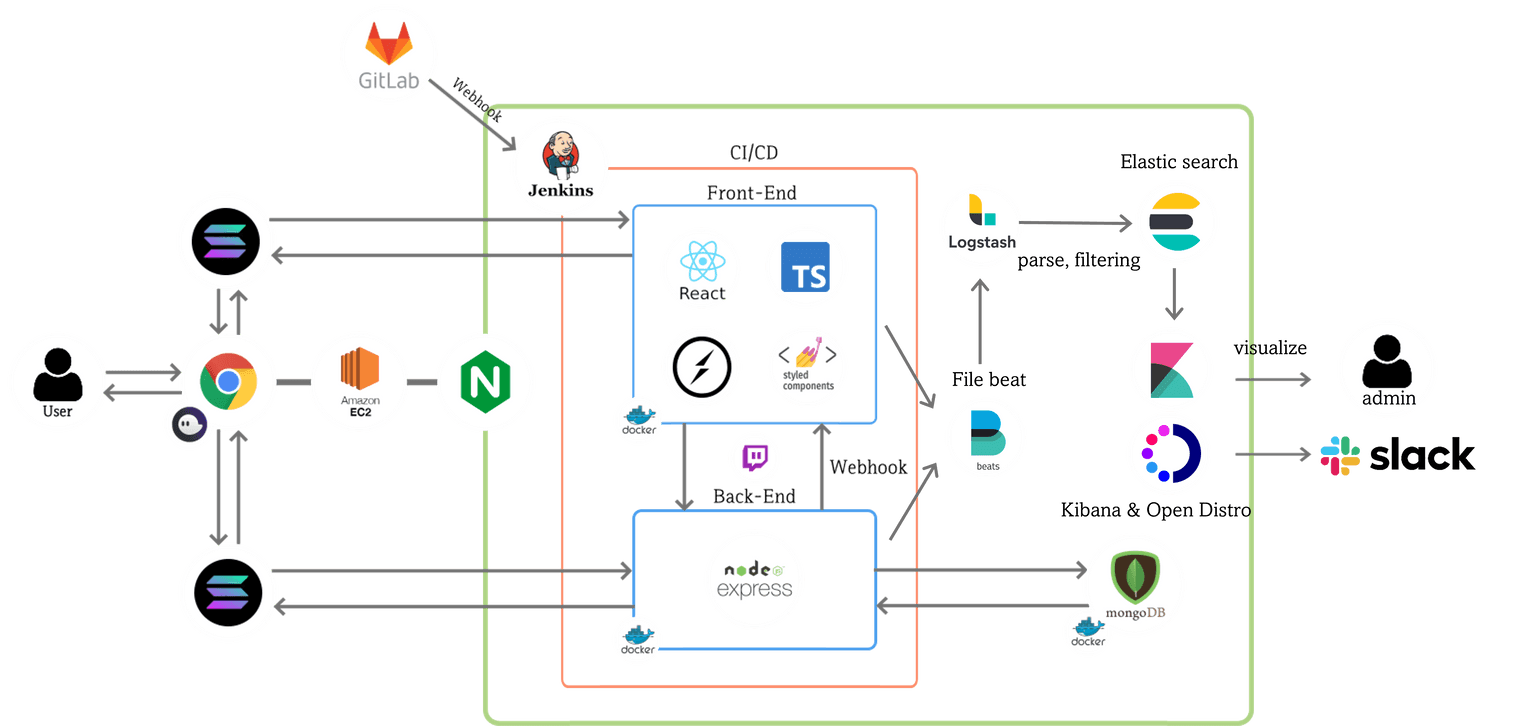 GitLab
Webhook
Jenkins
CI/CD
Front-End
React
TS
styled
components
docker
Webhook
Back-End
node
JS
express
docker
User
Amazon
EC2
N
Logstash
parse, filtering
Elastic search
File beat
beats
visualize
admin
slack
Kibana & Open Distro
mongoDB
docker